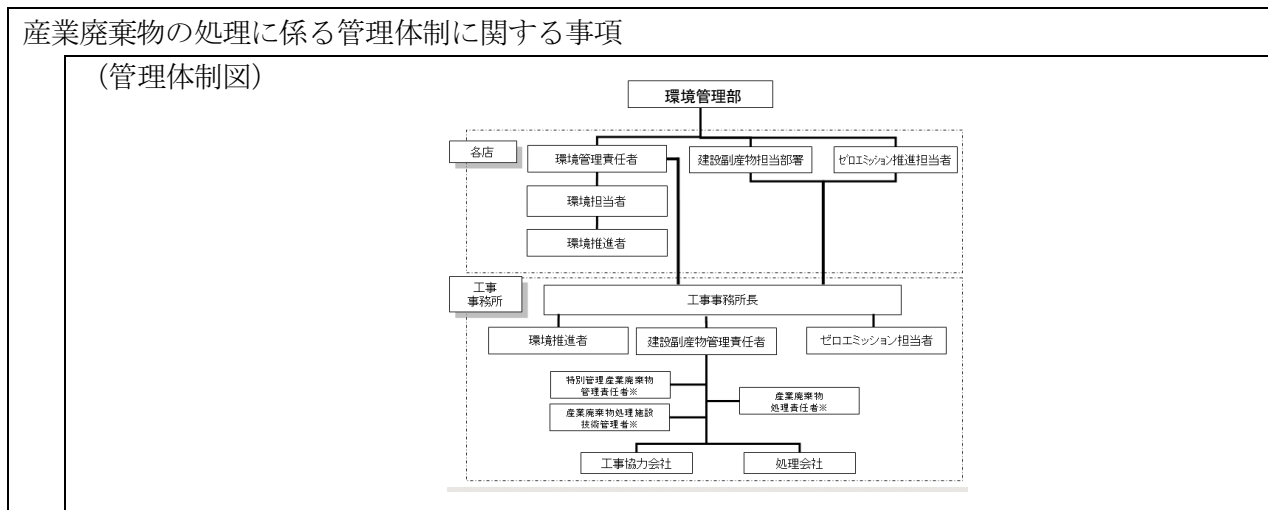 産業廃棄物の処理に係る管理体制に関する事項
（管理体制図）
環境管理部
各店
環境管理責任者
建設副産物担当部署
ｾﾞﾛｴﾐｯｼｮﾝ推進担当者
環境担当者
環境推進者
工事
事務所
工事事務所長
環境推進者
建設副産物管理責任者
ゼロエミッション担当者
特別管理産業廃棄物
管理責任者※
産業廃棄物
処理責任者※
産業廃棄物処理施設
技術管理者※
工事協力会社
処理会社